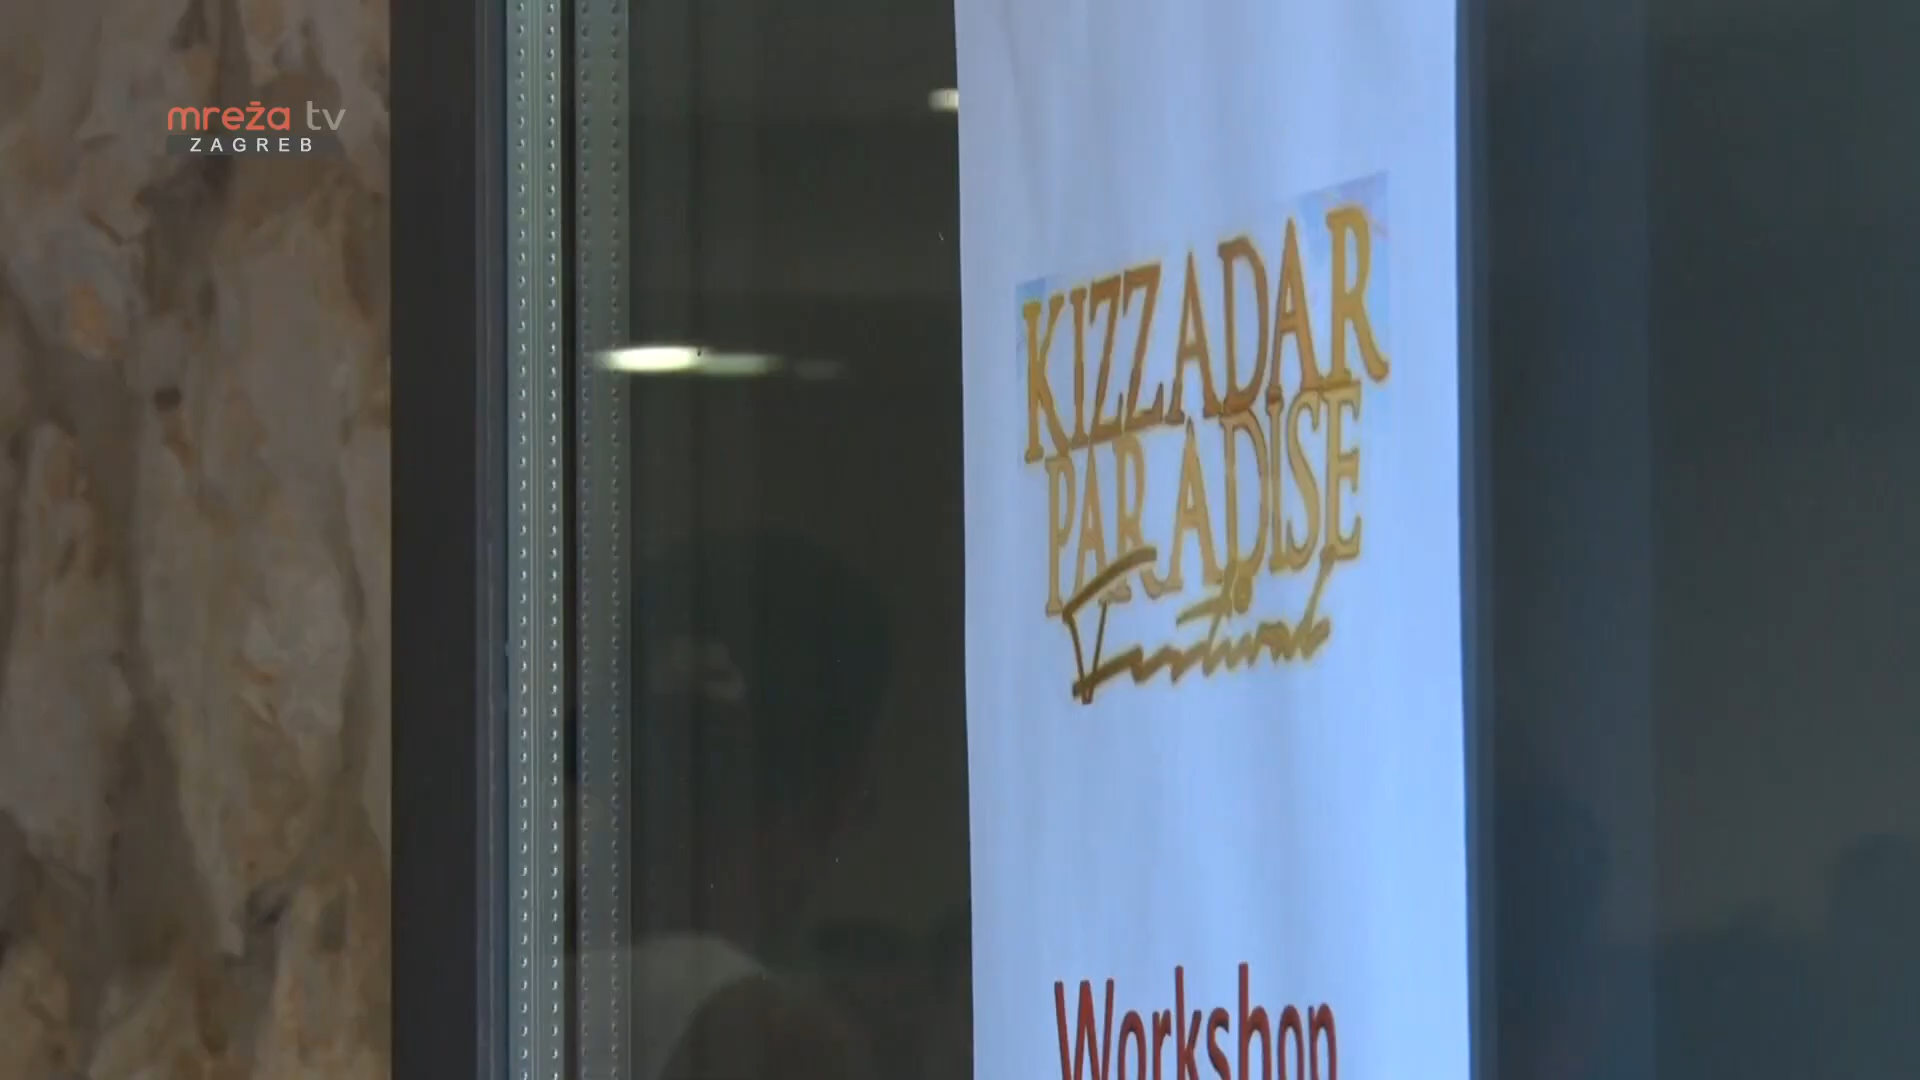 mreža tv
ZAGREB
KIZZADAR
PARADISE
Festival
Workshop